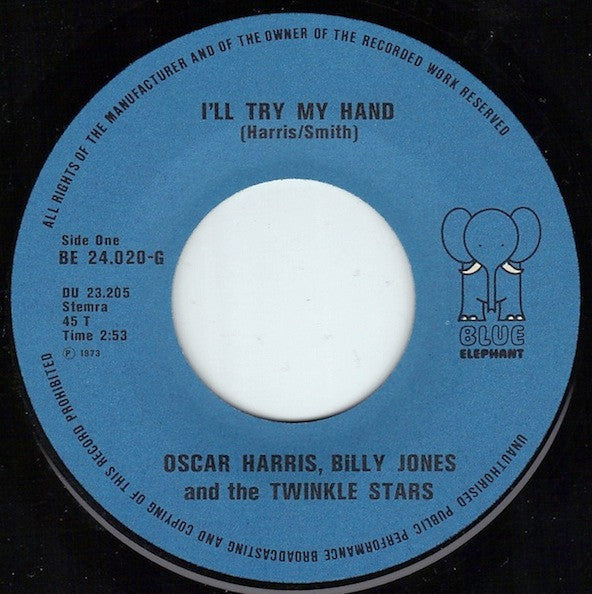 ALL RIGHTS OF THE MANUFACTURER AND OF THE OWNER OF THE RECORDED WORK RESERVED
I'LL TRY MY HAND
(Harris/Smith)
Side One
BE 24.020-G
DU 23.205
Stemra
45 T
Time 2:53
℗ 1973
BLUE
ELEPHANT
OSCAR HARRIS, BiLLY JONES
and the TWINKLE STARS
UNAUTHORISED PUBLIC PERFORMANCE BROADCASTING AND COPYING OF THIS RECORD PROHIBITED